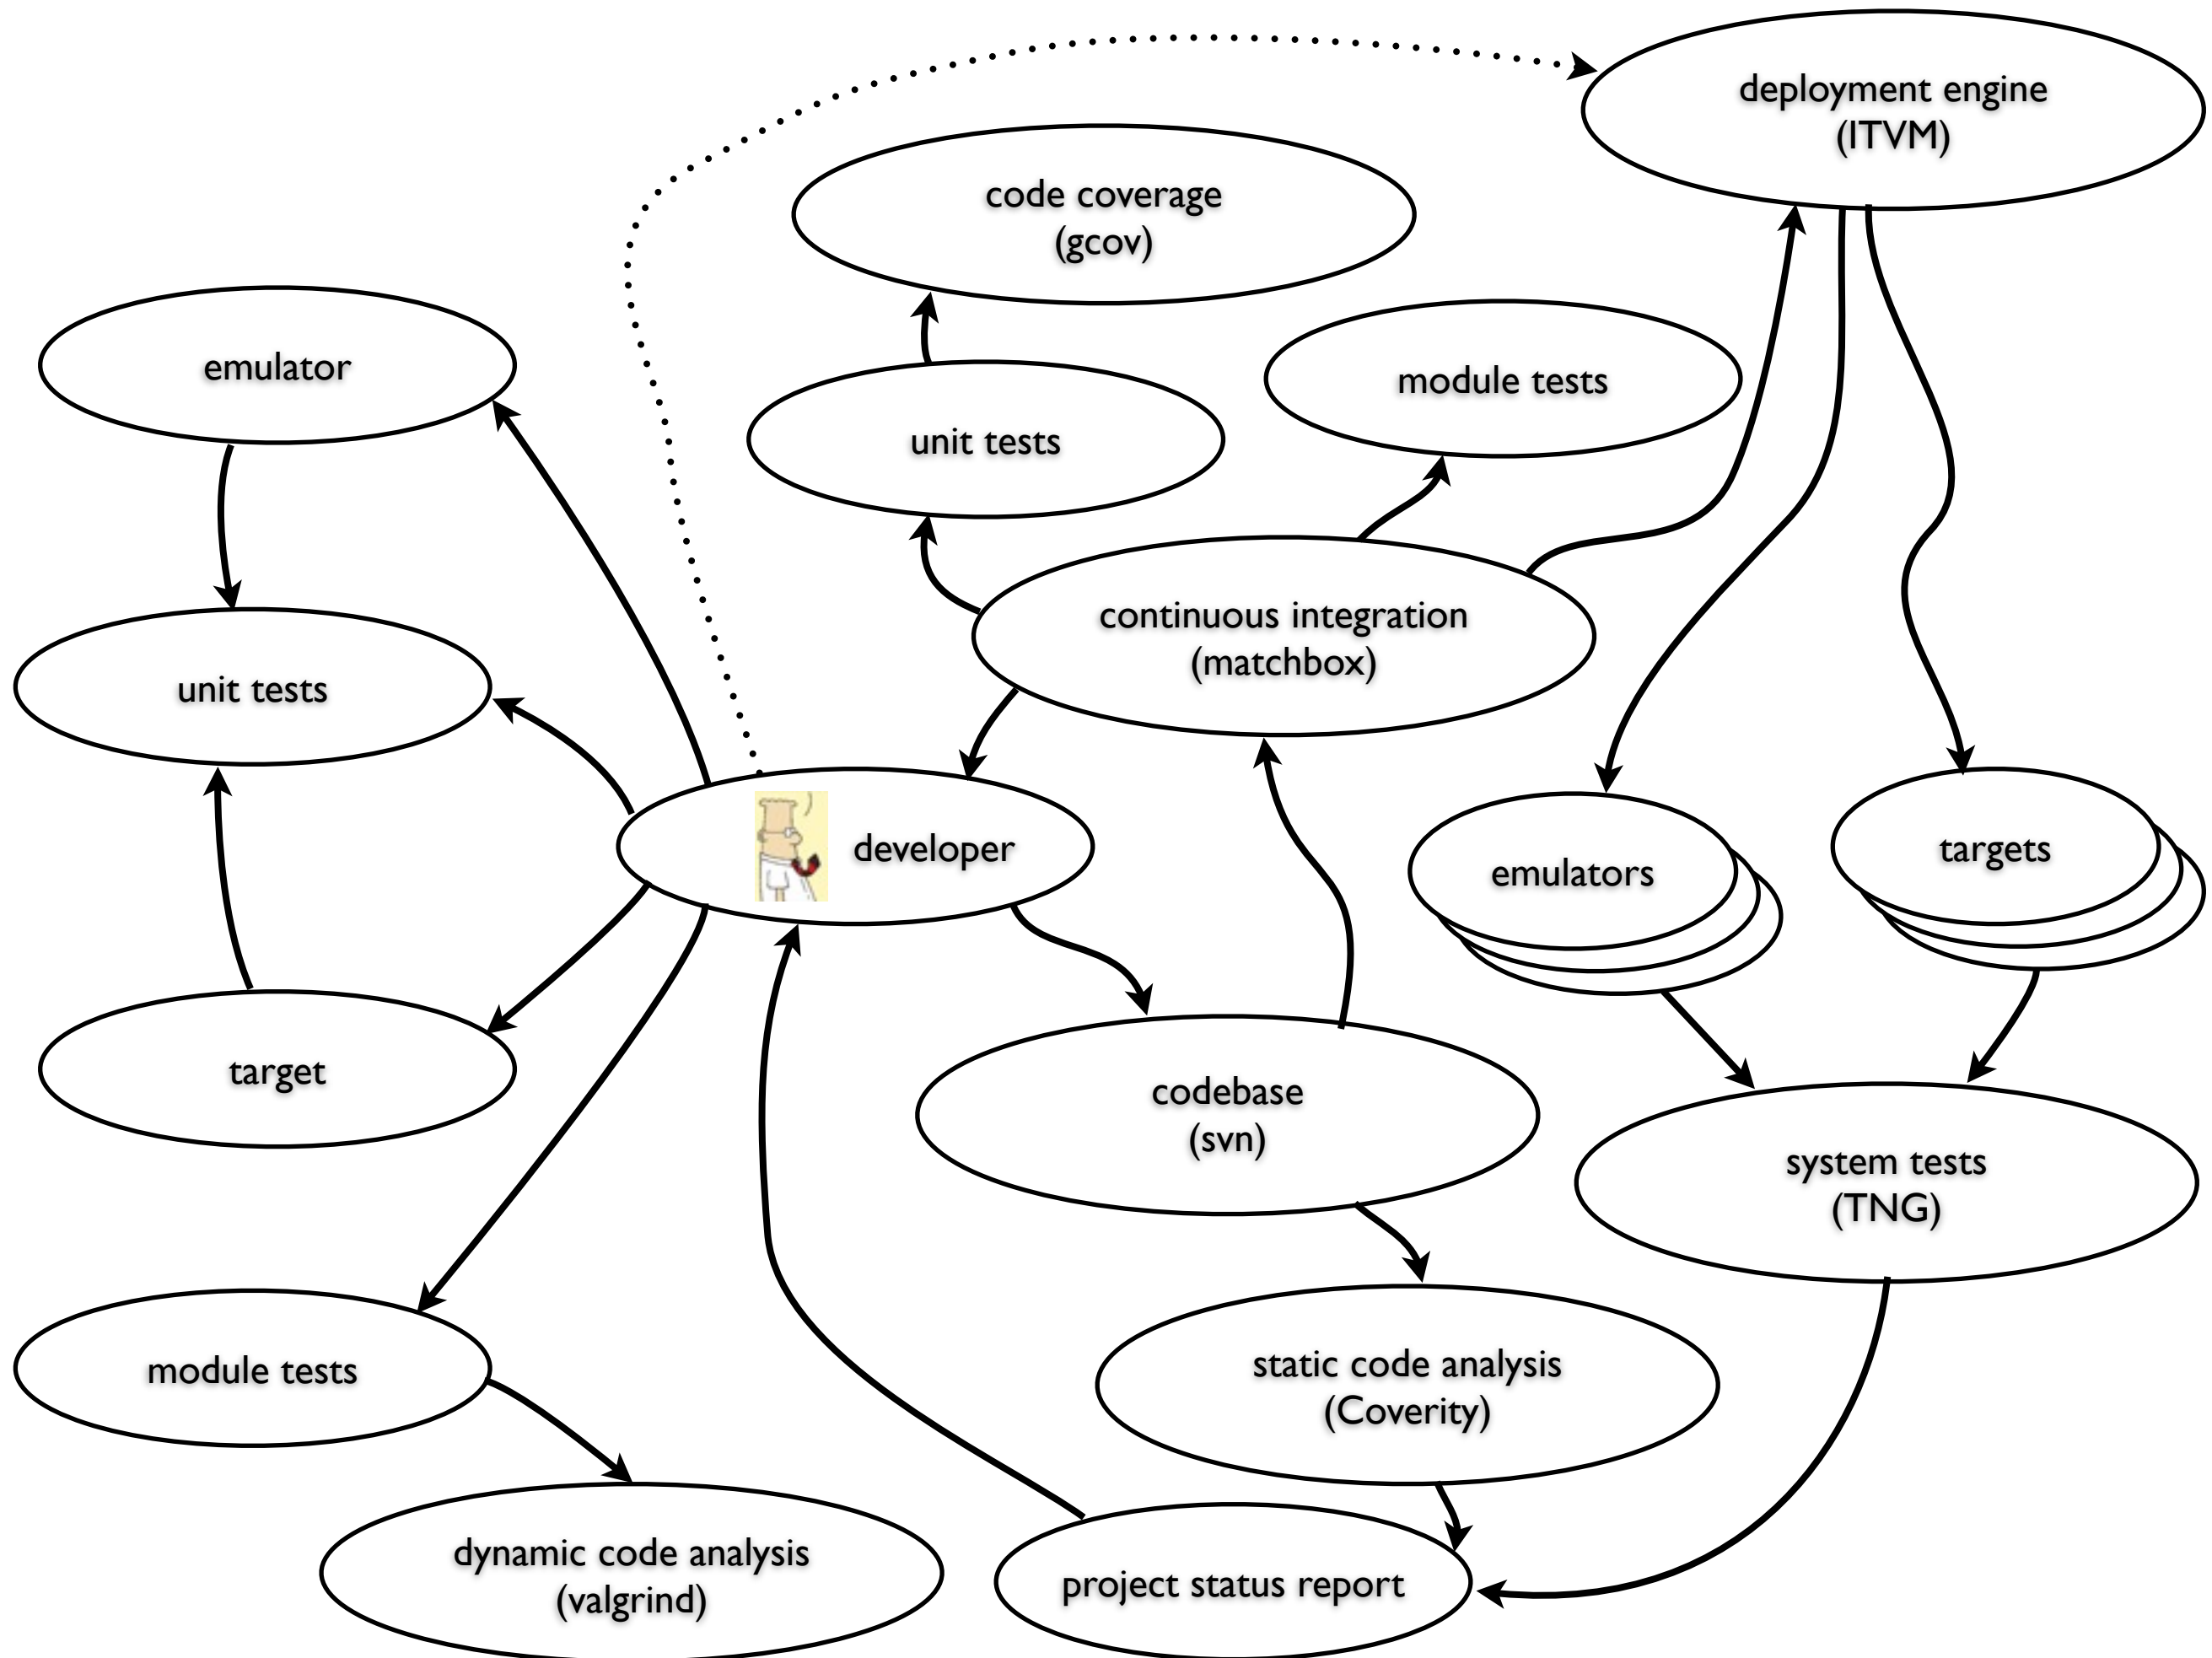 deployment engine
(ITVM)
code coverage
(gcov)
emulator
module tests
unit tests
continuous integration
(matchbox)
unit tests
developer
emulators
targets
target
codebase
(svn)
system tests
(TNG)
static code analysis
(Coverity)
module tests
dynamic code analysis
(valgrind)
project status report